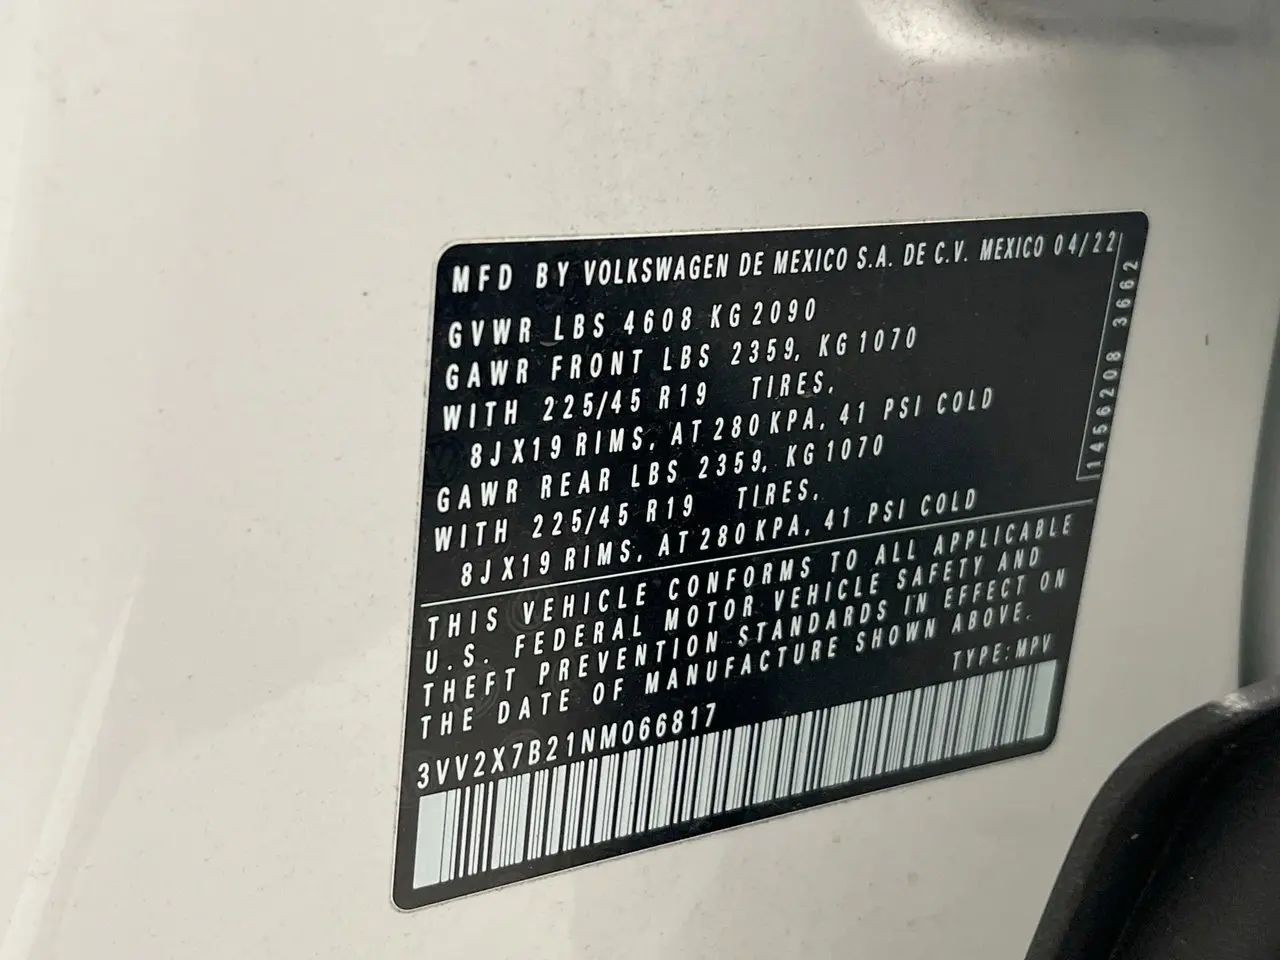 MFD BY VOLKSWAGEN DE MEXICO S.A. DE C.V. MEXICO 04/22
GVWR LBS 4608 KG 2090
GAWR FRONT LBS 2359, KG 1070
WITH 225/45 R19 TIRES,
8J X19 RIMS, AT 280 KPA, 41 PSI COLD
GAWR REAR LBS 2359, KG 1070
WITH 225/45 R19 TIRES,
8J X19 RIMS, AT 280 KPA, 41 PSI COLD
1456208 3662
THIS VEHICLE CONFORMS TO ALL APPLICABLE
U.S. FEDERAL MOTOR VEHICLE SAFETY AND
THEFT PREVENTION STANDARDS IN EFFECT ON
THE DATE OF MANUFACTURE SHOWN ABOVE.
TYPE: MPV
3VV2X7B21NM066817